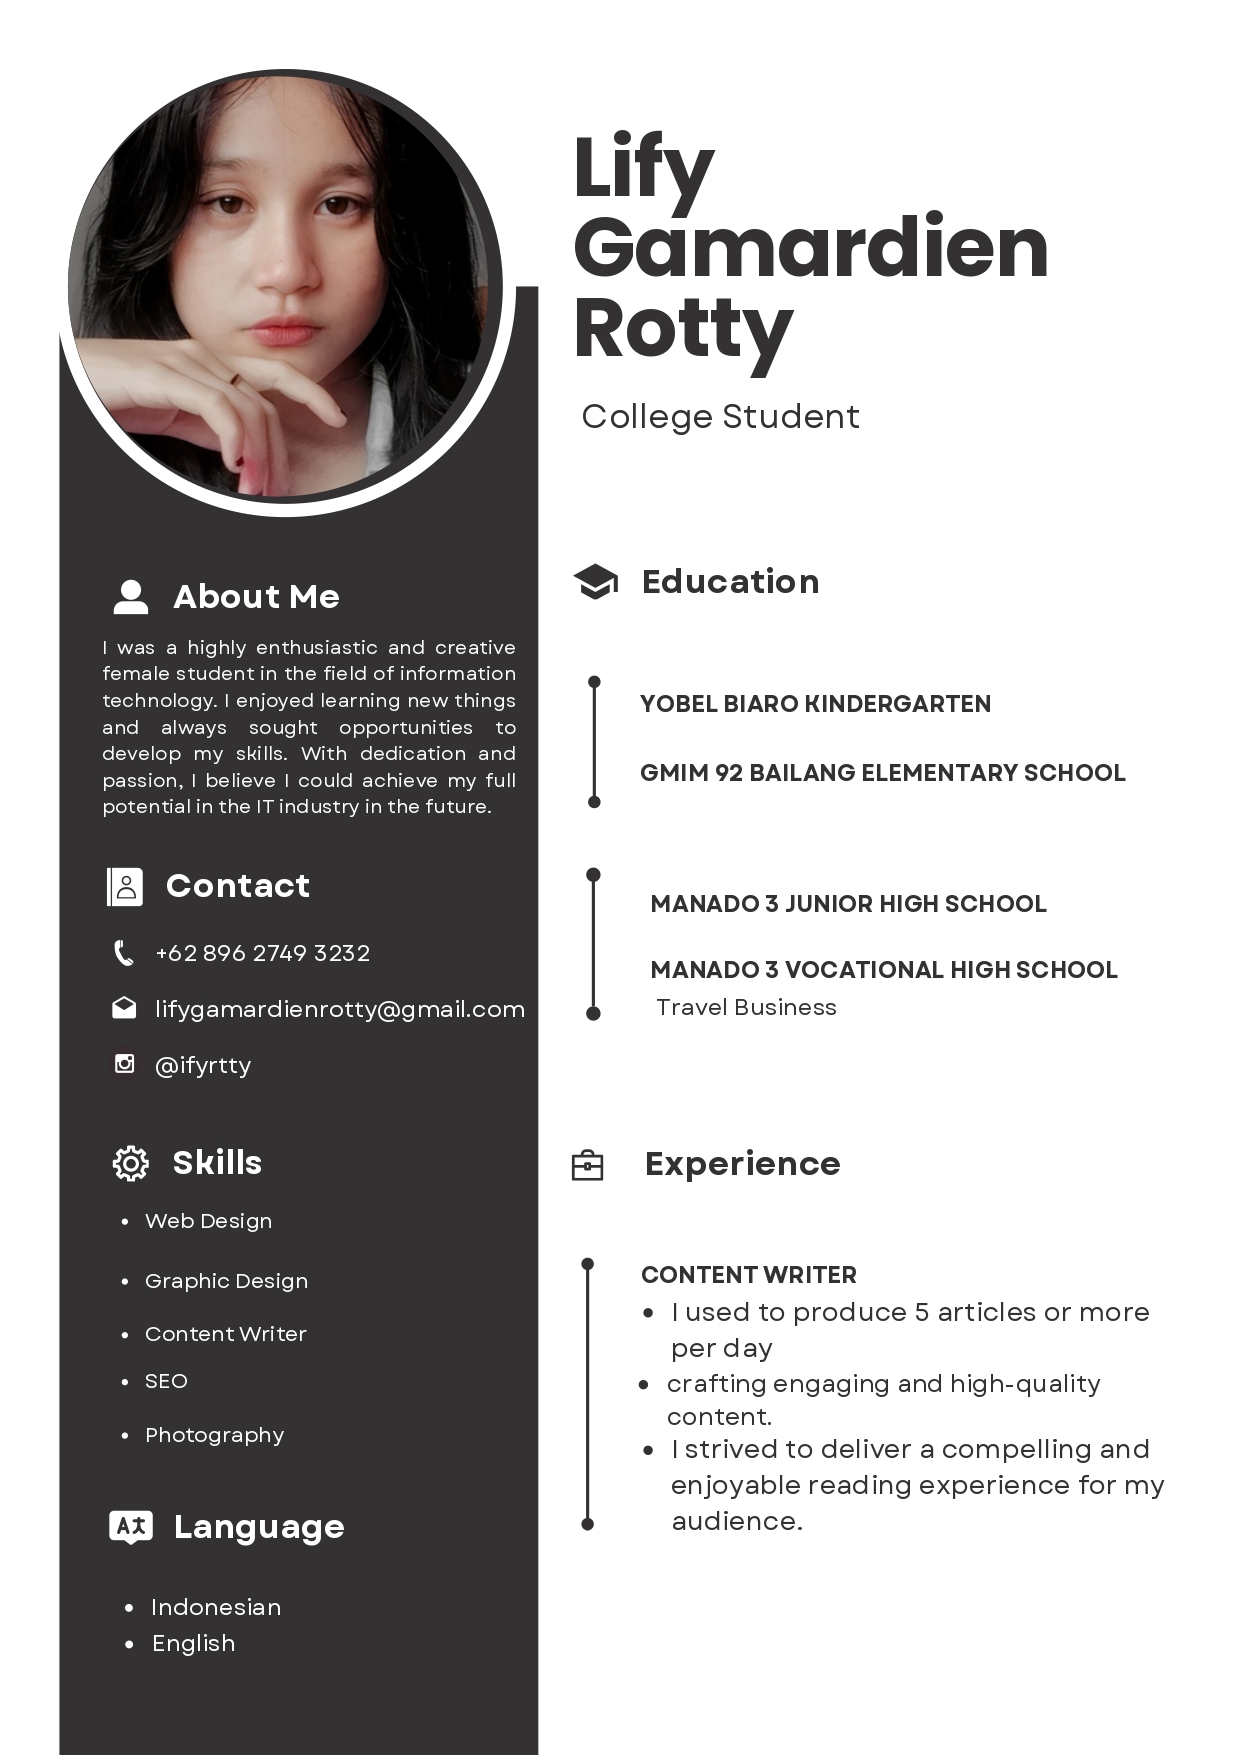 Lify
Gamardien
Rotty
College Student
About Me
I was a highly enthusiastic and creative
female student in the field of information
technology. I enjoyed learning new things
and always sought opportunities to
develop my skills. With dedication and
passion, I believe I could achieve my full
potential in the IT industry in the future.
Contact
+62 896 2749 3232
lifygamardienrotty@gmail.com
@ifyrtty
Skills
• Web Design
• Graphic Design
• Content Writer
• SEO
• Photography
Language
• Indonesian
• English
Education
YOBEL BIARO KINDERGARTEN
GMIM 92 BAILANG ELEMENTARY SCHOOL
MANADO 3 JUNIOR HIGH SCHOOL
MANADO 3 VOCATIONAL HIGH SCHOOL
Travel Business
Experience
CONTENT WRITER
• I used to produce 5 articles or more
per day
• crafting engaging and high-quality
content.
• I strived to deliver a compelling and
enjoyable reading experience for my
audience.